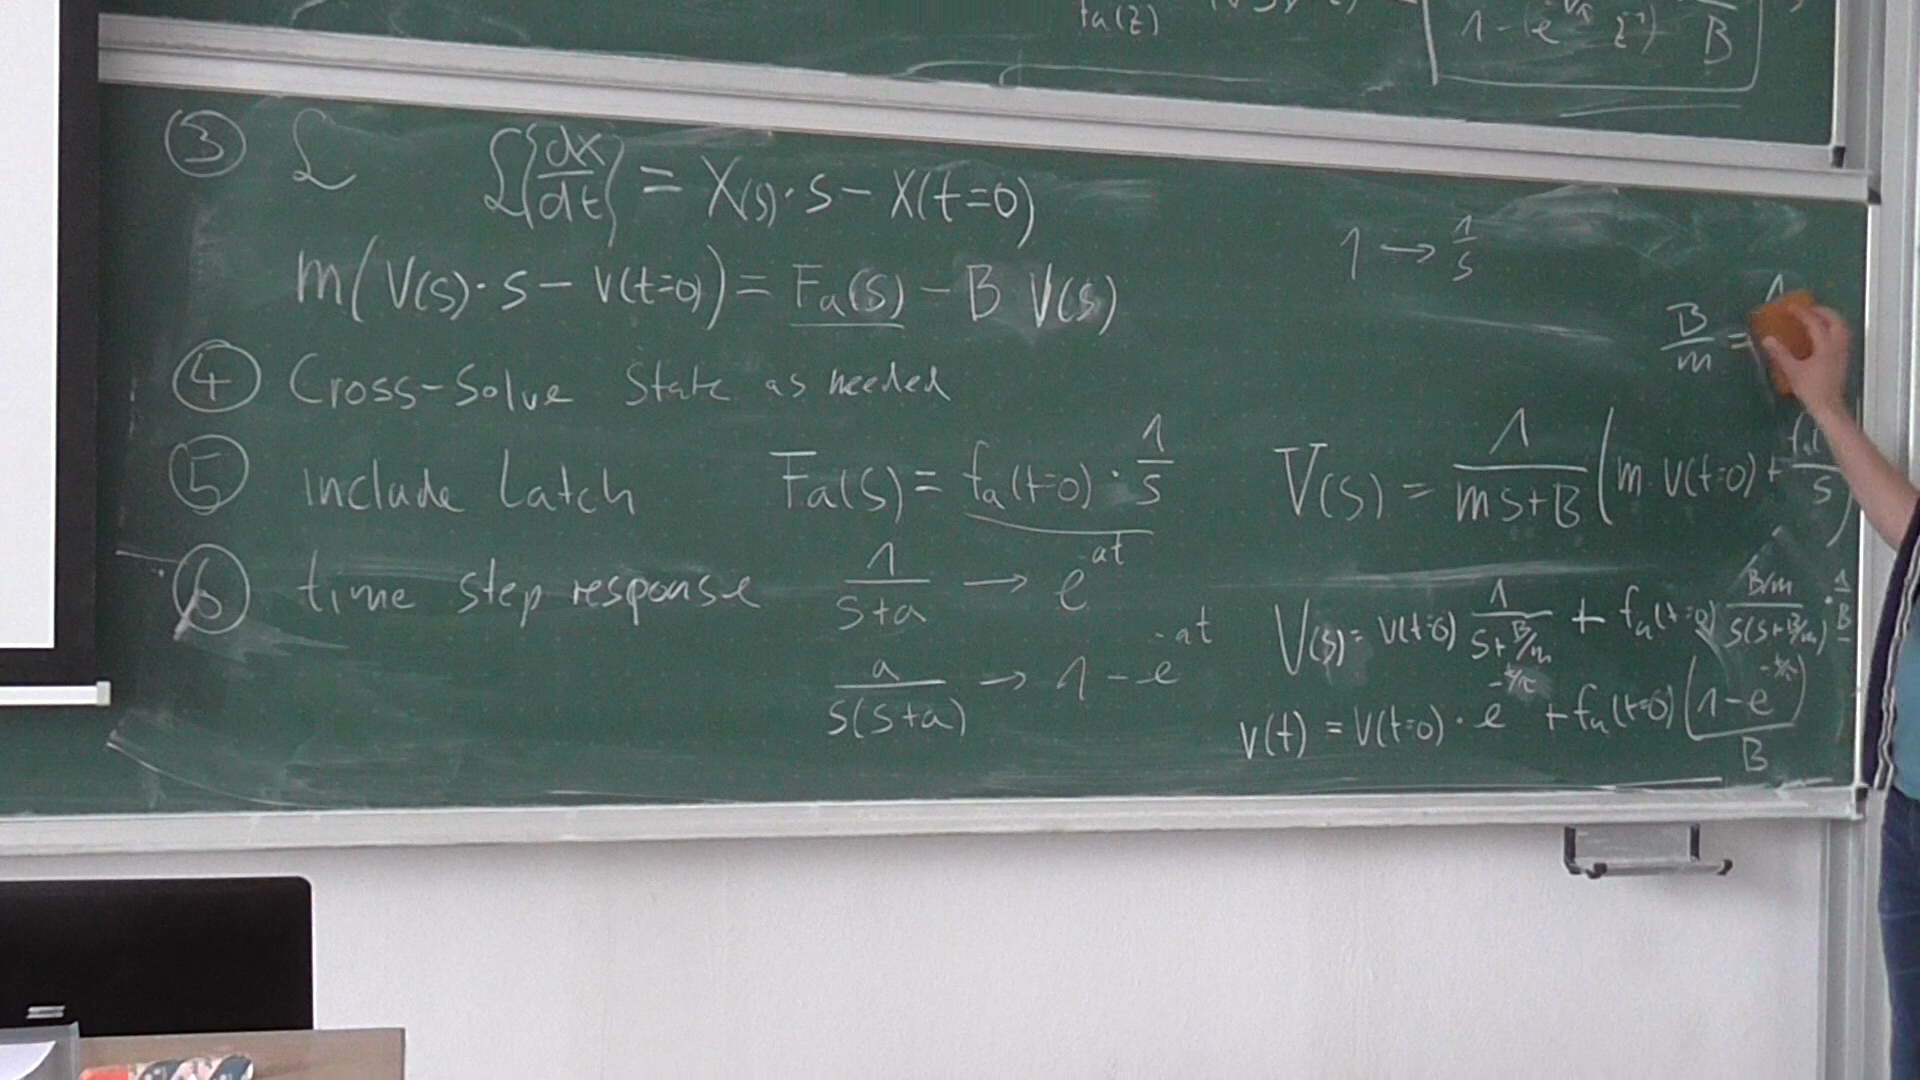 fa(z)
1-(e z⁻¹) B
③ ℒ ℒ{dx/dt} = X(s)·s - X(t=0)
1 → 1/s
m(V(s)·s - v(t=0)) = Fa(s) - B V(s)
B/m =
④ Cross-Solve State as needed
⑤ include Latch Fa(s) = fa(t=0)·1/s
V(s) = 1/(ms+B) (m·v(t=0) + fa(/s)
⑥ time step response 1/(s+a) → e^at
V(s) = v(t=0) 1/(s+B/m) + fa(t=0) B/m/(s(s+B/m))·1/B
a/(s(s+a)) → 1-e^-at
v(t) = v(t=0)·e^-t/τ + fa(t=0) (1-e^-t/τ)/B